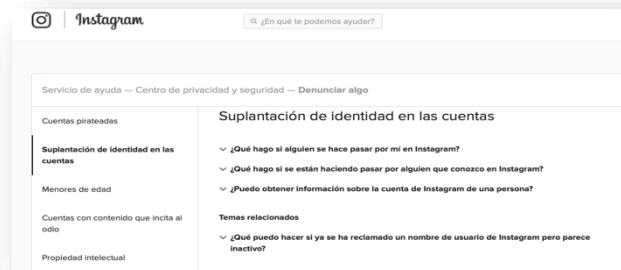 Instagram
¿En qué te podemos ayudar?
Servicio de ayuda — Centro de privacidad y seguridad — Denunciar algo
Cuentas pirateadas
Suplantación de identidad en las
cuentas
Menores de edad
Cuentas con contenido que incita al
odio
Propiedad intelectual
Suplantación de identidad en las cuentas
¿Qué hago si alguien se hace pasar por mí en Instagram?
¿Qué hago si se están haciendo pasar por alguien que conozco en Instagram?
¿Puedo obtener información sobre la cuenta de Instagram de una persona?
Temas relacionados
¿Qué puedo hacer si ya se ha reclamado un nombre de usuario de Instagram pero parece
inactivo?